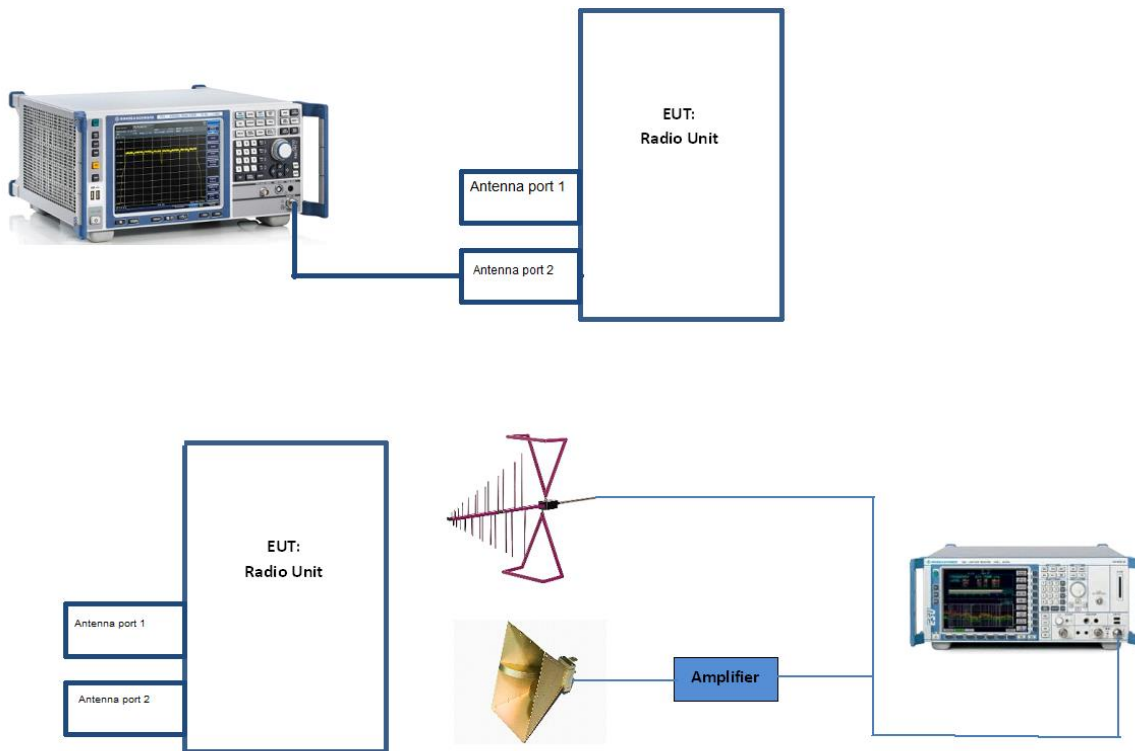 EUT:
Radio Unit
Antenna port 1
Antenna port 2
EUT:
Radio Unit
Antenna port 1
Antenna port 2
Amplifier